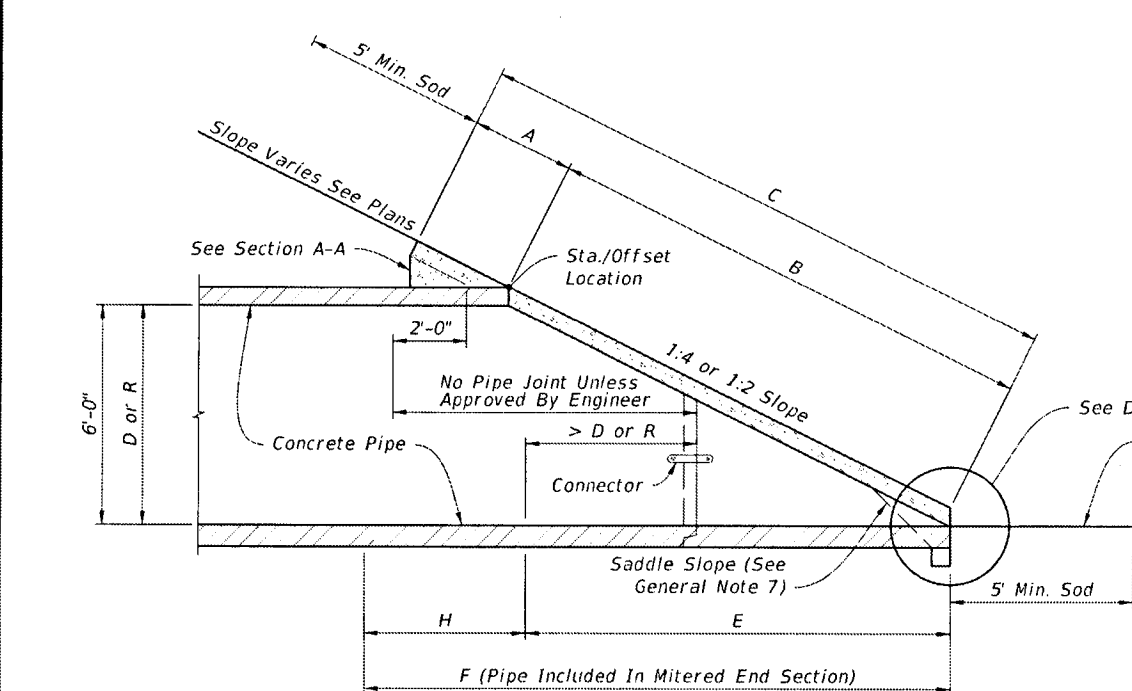 5' Min. Sod
A
C
B
Slope Varies See Plans
See Section A-A
Sta./Offset
Location
2'-0"
1:4 or 1:2 Slope
No Pipe Joint Unless
Approved By Engineer
6'-0"
D or R
See D
> D or R
Concrete Pipe
Connector
Saddle Slope (See
General Note 7)
5' Min. Sod
H
E
F (Pipe Included In Mitered End Section)